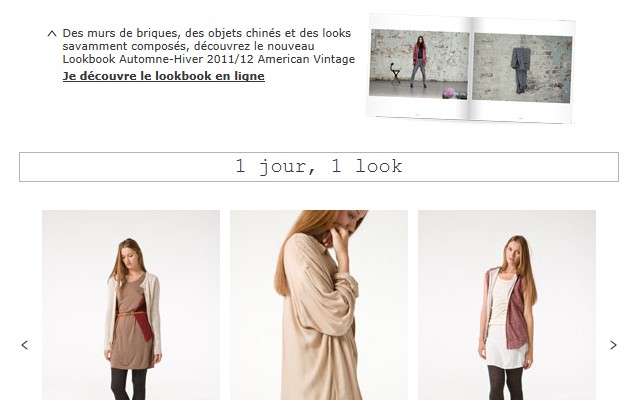 Des murs de briques, des objets chinés et des looks
savamment composés, découvrez le nouveau
Lookbook Automne-Hiver 2011/12 American Vintage
Je découvre le lookbook en ligne
1 jour, 1 look